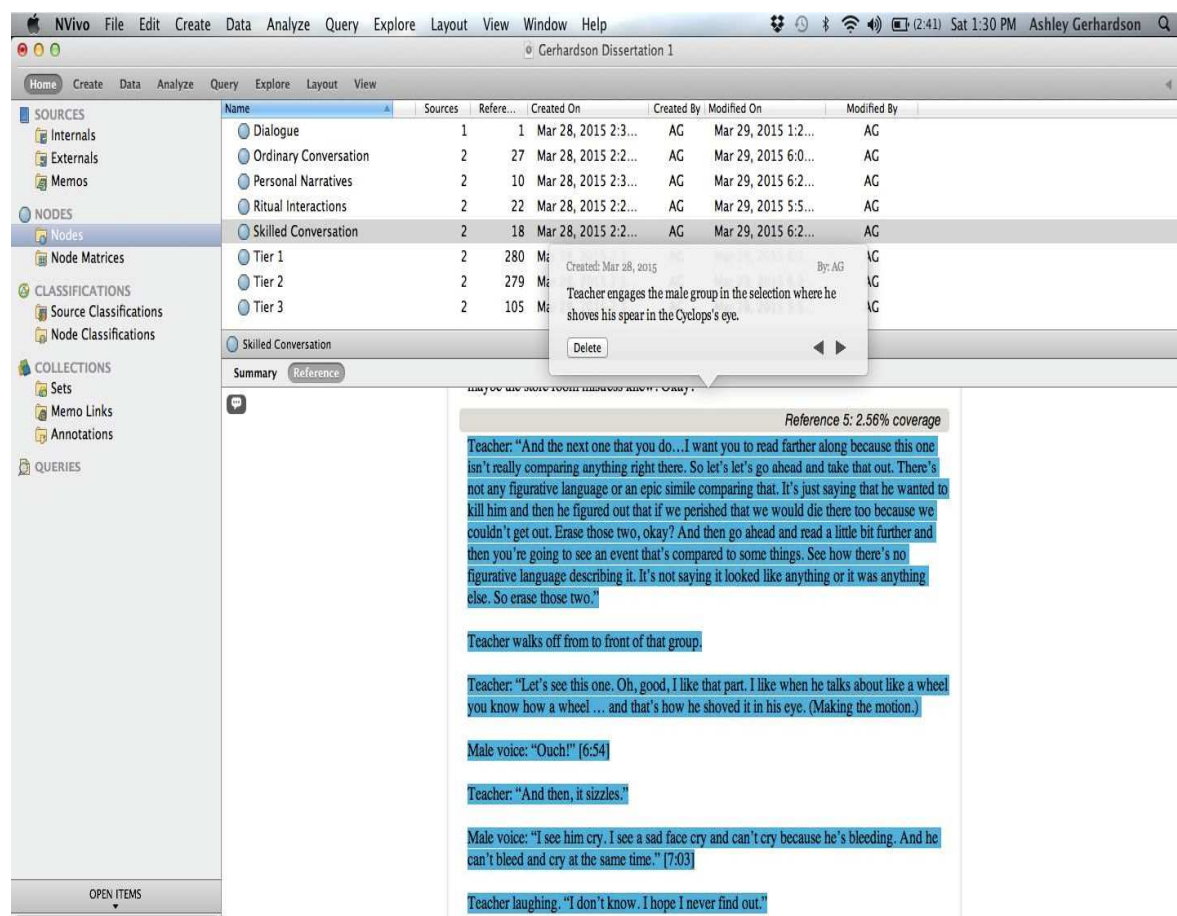 NVivo File Edit Create Data Analyze Query Explore Layout View Window Help (2:41) Sat 1:30 PM Ashley Gerhardson
Gerhardson Dissertation 1
Home Create Data Analyze Query Explore Layout View
SOURCES
Internals
Externals
Memos
NODES
Nodes
Node Matrices
CLASSIFICATIONS
Source Classifications
Node Classifications
COLLECTIONS
Sets
Memo Links
Annotations
QUERIES
OPEN ITEMS
Name Sources Refere... Created On Created By Modified On Modified By
Dialogue 1 1 Mar 28, 2015 2:3... AG Mar 29, 2015 1:2... AG
Ordinary Conversation 2 27 Mar 28, 2015 2:2... AG Mar 29, 2015 6:0... AG
Personal Narratives 2 10 Mar 28, 2015 2:3... AG Mar 29, 2015 6:2... AG
Ritual Interactions 2 22 Mar 28, 2015 2:2... AG Mar 29, 2015 5:5... AG
Skilled Conversation 2 18 Mar 28, 2015 2:2... AG Mar 29, 2015 6:2... AG
Tier 1 2 280 AG
Tier 2 2 279 AG
Tier 3 2 105 AG
Created: Mar 28, 2015 By: AG
Teacher engages the male group in the selection where he
shoves his spear in the Cyclops's eye.
Delete
Skilled Conversation
Summary Reference
Reference 5: 2.56% coverage
Teacher: “And the next one that you do…I want you to read farther along because this one
isn’t really comparing anything right there. So let’s let’s go ahead and take that out. There’s
not any figurative language or an epic simile comparing that. It’s just saying that he wanted to
kill him and then he figured out that if we perished that we would die there too because we
couldn’t get out. Erase those two, okay? And then go ahead and read a little bit further and
then you’re going to see an event that’s compared to some things. See how there’s no
figurative language describing it. It’s not saying it looked like anything or it was anything
else. So erase those two.”
Teacher walks off from to front of that group.
Teacher: “Let’s see this one. Oh, good, I like that part. I like when he talks about like a wheel
you know how a wheel … and that’s how he shoved it in his eye. (Making the motion.)
Male voice: “Ouch!” [6:54]
Teacher: “And then, it sizzles.”
Male voice: “I see him cry. I see a sad face cry and can’t cry because he’s bleeding. And he
can’t bleed and cry at the same time.” [7:03]
Teacher laughing. “I don’t know. I hope I never find out.”